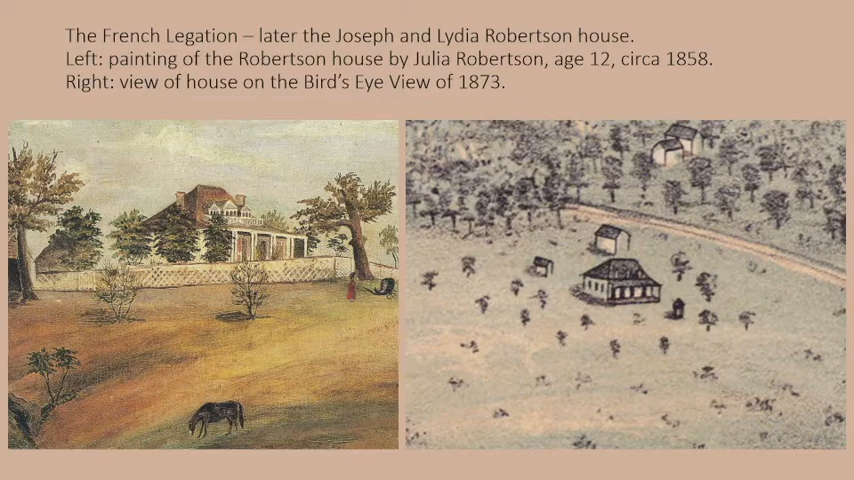 The French Legation – later the Joseph and Lydia Robertson house.
Left: painting of the Robertson house by Julia Robertson, age 12, circa 1858.
Right: view of house on the Bird’s Eye View of 1873.